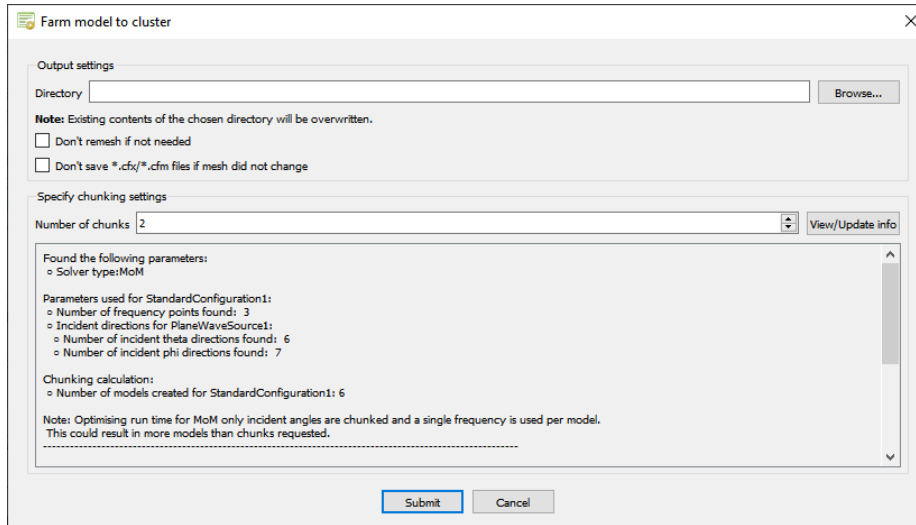 Farm model to cluster
Output settings
Directory
Browse...
Note: Existing contents of the chosen directory will be overwritten.
Don't remesh if not needed
Don't save *.cfx/*.cfm files if mesh did not change
Specify chunking settings
Number of chunks 2
View/Update info
Found the following parameters:
Solver type:MoM
Parameters used for StandardConfiguration1:
Number of frequency points found: 3
Incident directions for PlaneWaveSource1:
Number of incident theta directions found: 6
Number of incident phi directions found: 7
Chunking calculation:
Number of models created for StandardConfiguration1: 6
Note: Optimising run time for MoM only incident angles are chunked and a single frequency is used per model.
This could result in more models than chunks requested.
Submit
Cancel